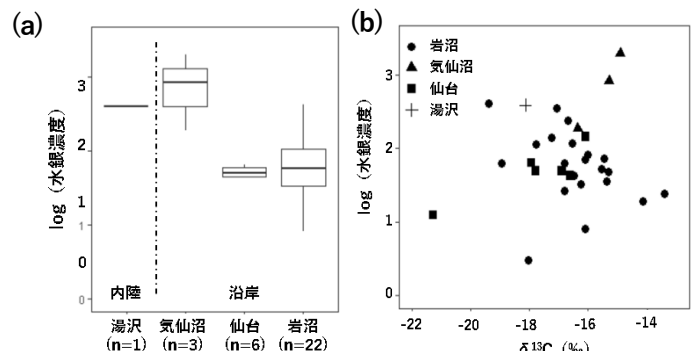 (a)
log（水銀濃度）
3
2
1
1
0
0
内陸
沿岸
湯沢
(n=1)
気仙沼
(n=3)
仙台
(n=6)
岩沼
(n=22)
(b)
log（水銀濃度）
3
2
1
0
岩沼
気仙沼
仙台
湯沢
-22
-20
-18
-16
-14
δ13C（‰）